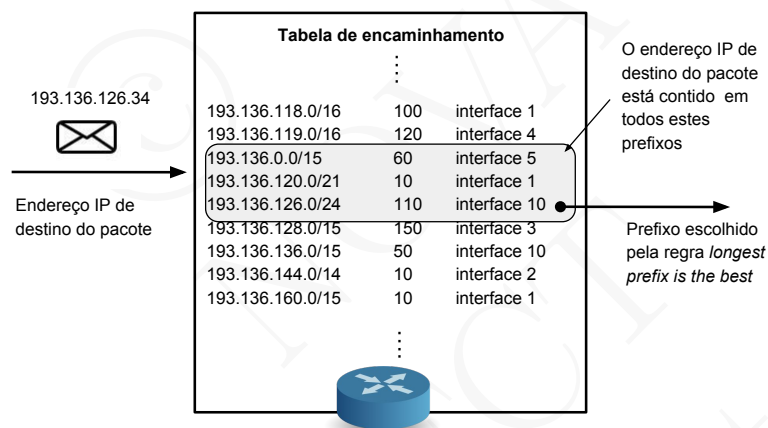 Tabela de encaminhamento
193.136.126.34
Endereço IP de
destino do pacote
193.136.118.0/16 100 interface 1
193.136.119.0/16 120 interface 4
193.136.0.0/15 60 interface 5
193.136.120.0/21 10 interface 1
193.136.126.0/24 110 interface 10
193.136.128.0/15 150 interface 3
193.136.136.0/15 50 interface 10
193.136.144.0/14 10 interface 2
193.136.160.0/15 10 interface 1
O endereço IP de
destino do pacote
está contido em
todos estes
prefixos
Prefixo escolhido
pela regra longest
prefix is the best
© NOVA
FCT